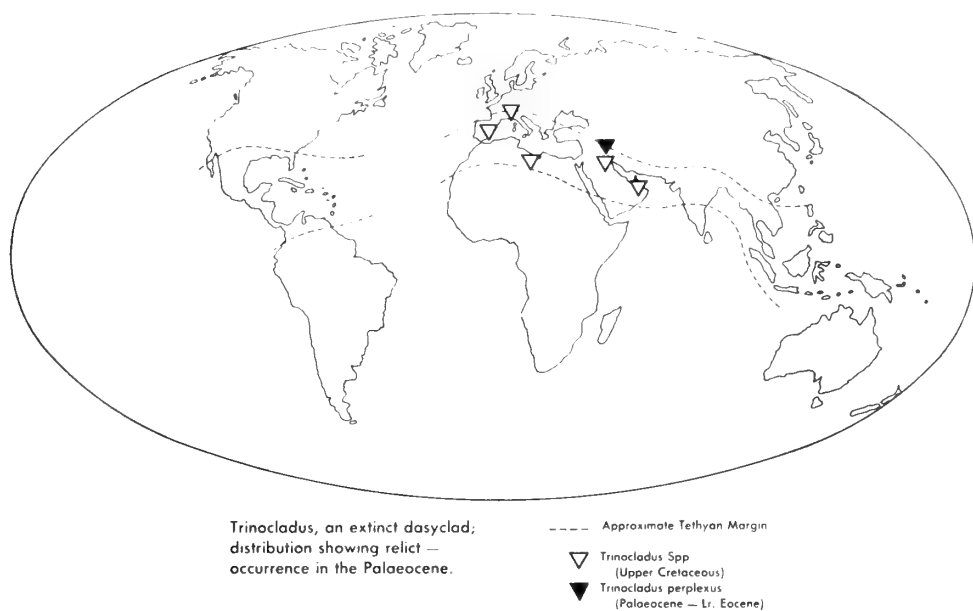 Trinocladus, an extinct dasyclad;
distribution showing relict —
occurrence in the Palaeocene.
Approximate Tethyan Margin
Trinocladus Spp
(Upper Cretaceous)
Trinocladus perplexus
(Palaeocene — Lr. Eocene)